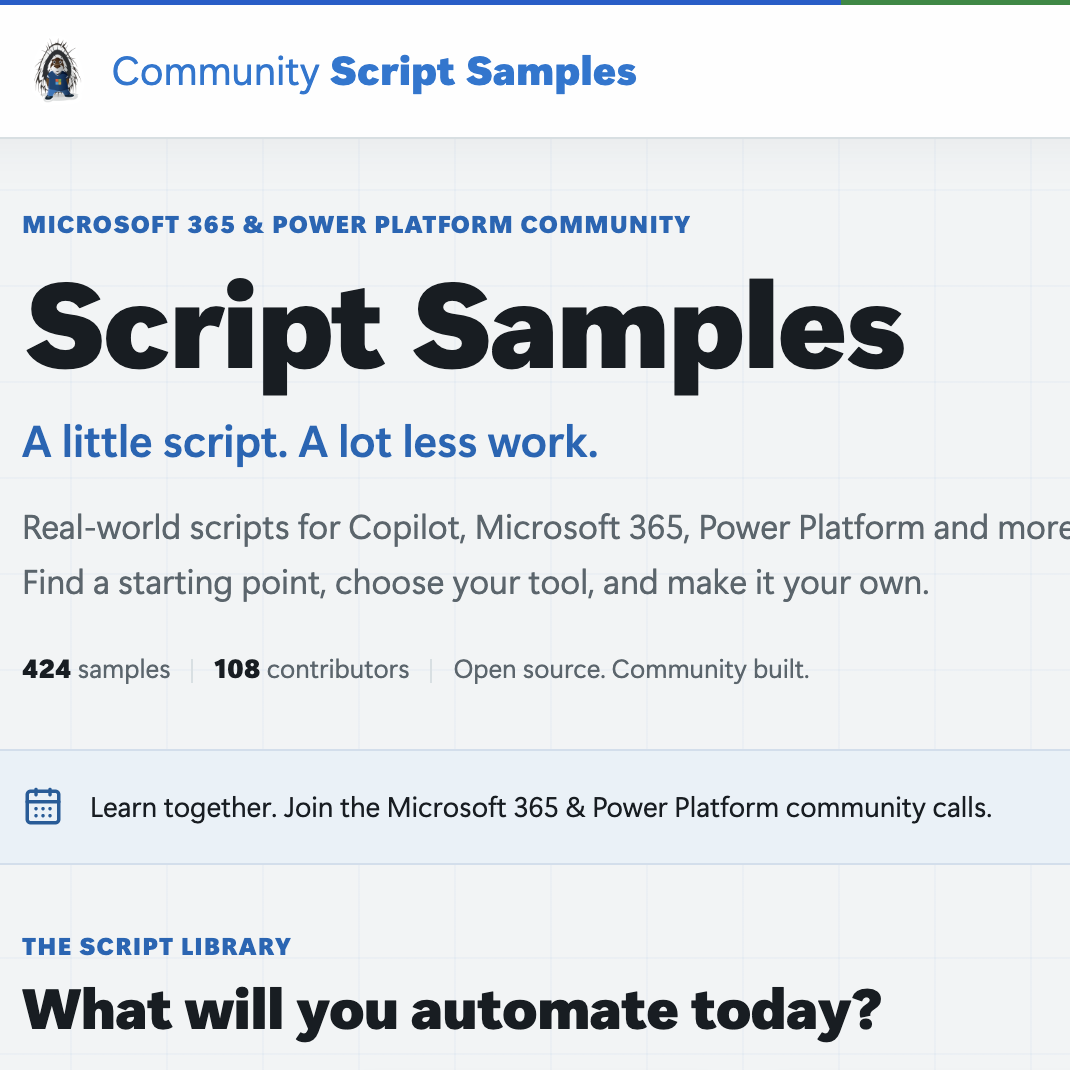 Community Script Samples
MICROSOFT 365 & POWER PLATFORM COMMUNITY
Script Samples
A little script. A lot less work.
Real-world scripts for Copilot, Microsoft 365, Power Platform and more
Find a starting point, choose your tool, and make it your own.
424 samples | 108 contributors | Open source. Community built.
Learn together. Join the Microsoft 365 & Power Platform community calls.
THE SCRIPT LIBRARY
What will you automate today?